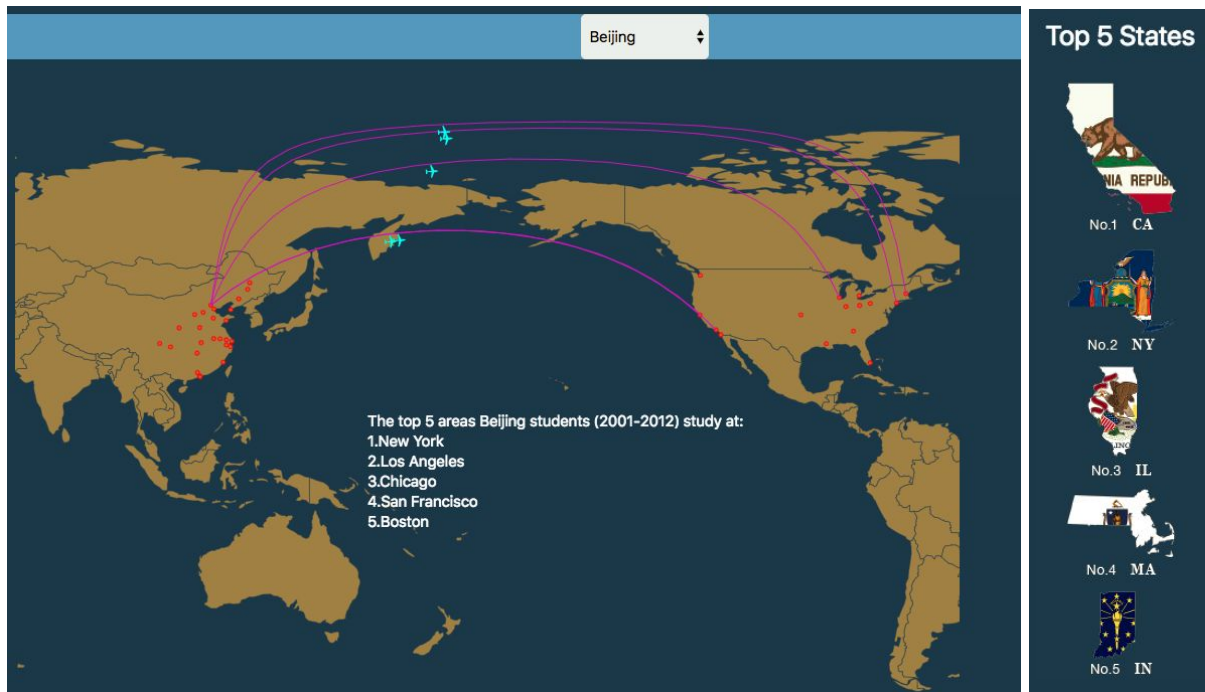 Beijing
The top 5 areas Beijing students (2001-2012) study at:
1.New York
2.Los Angeles
3.Chicago
4.San Francisco
5.Boston
Top 5 States
NIA REPUB
No.1 CA
No.2 NY
No.3 IL
No.4 MA
No.5 IN